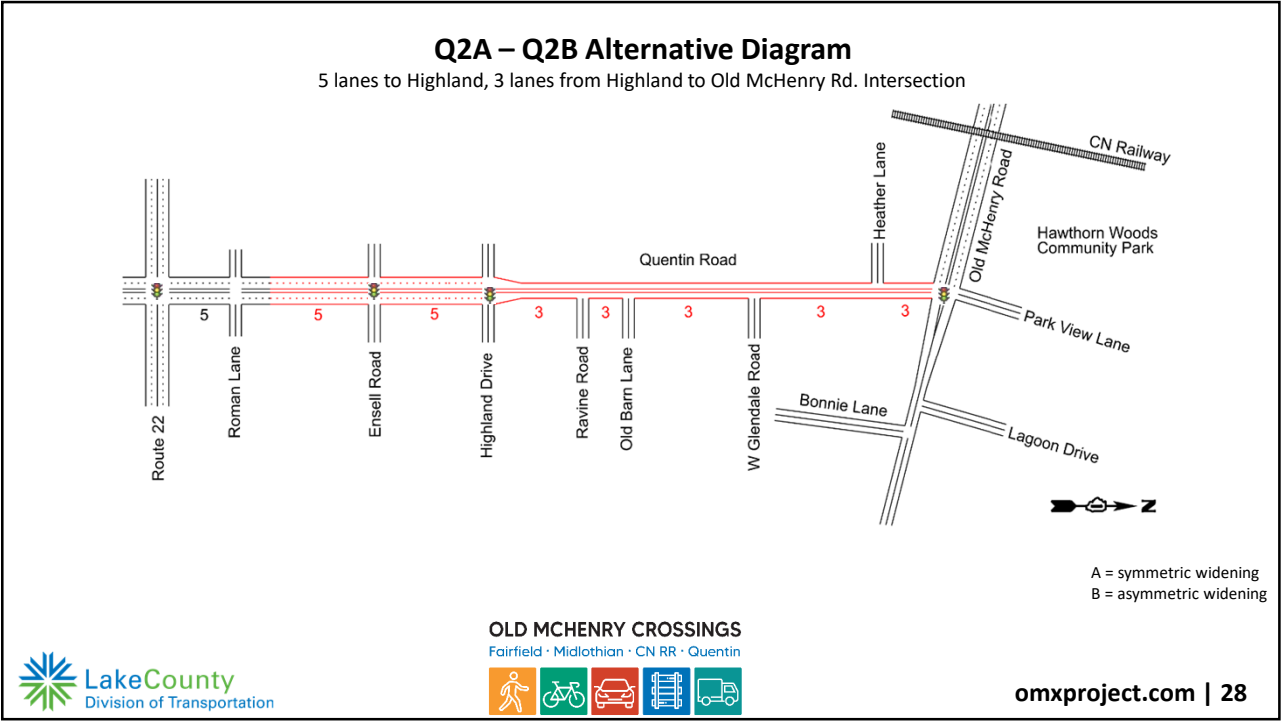 Q2A – Q2B Alternative Diagram
5 lanes to Highland, 3 lanes from Highland to Old McHenry Rd. Intersection
CN Railway
Heather Lane
Old McHenry Road
Hawthorn Woods
Community Park
Quentin Road
5
5
5
3
3
3
3
3
Park View Lane
Route 22
Roman Lane
Ensell Road
Highland Drive
Ravine Road
Old Barn Lane
W Glendale Road
Bonnie Lane
Lagoon Drive
N
A = symmetric widening
B = asymmetric widening
OLD MCHENRY CROSSINGS
Fairfield · Midlothian · CN RR · Quentin
LakeCounty
Division of Transportation
omxproject.com | 28